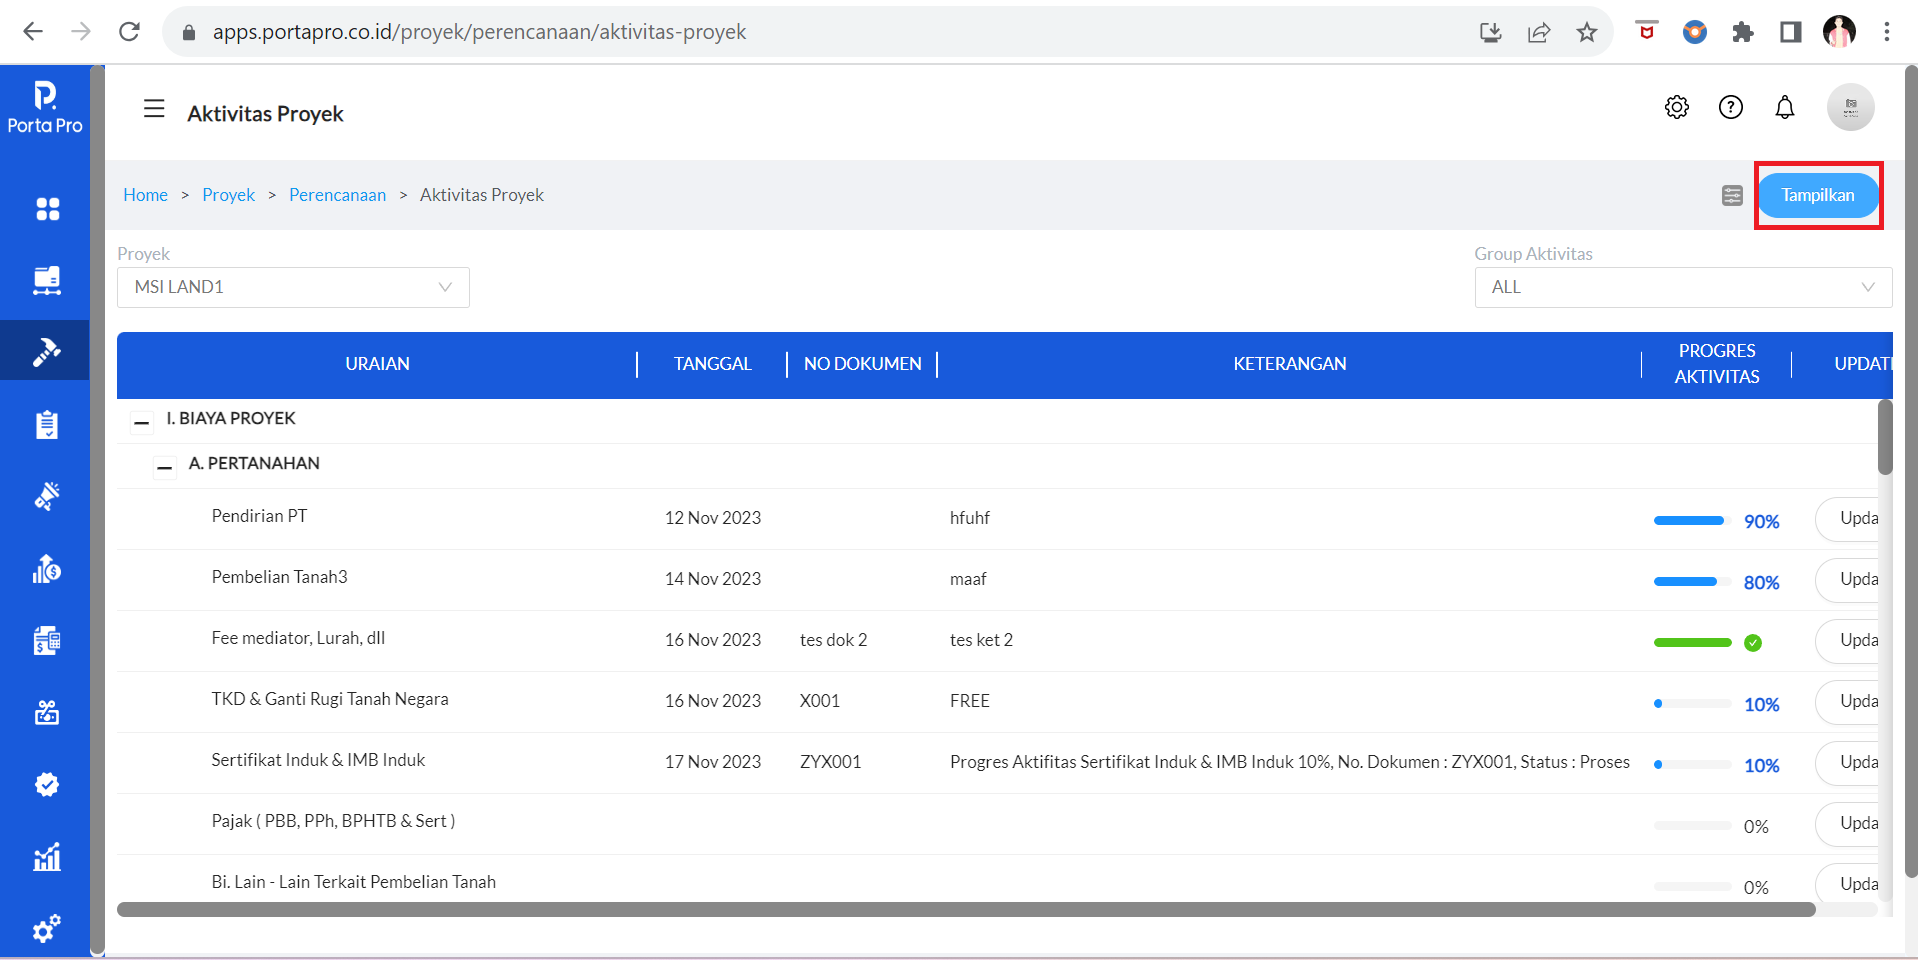 apps.portapro.co.id/proyek/perencanaan/aktivitas-proyek
Porta Pro
Aktivitas Proyek
Home > Proyek > Perencanaan > Aktivitas Proyek
Tampilkan
Proyek
Group Aktivitas
MSI LAND1
ALL
URAIAN TANGGAL NO DOKUMEN KETERANGAN PROGRES AKTIVITAS UPDATE
I. BIAYA PROYEK
A. PERTANAHAN
Pendirian PT 12 Nov 2023 hfuhf 90% Upda
Pembelian Tanah3 14 Nov 2023 maaf 80% Upda
Fee mediator, Lurah, dll 16 Nov 2023 tes dok 2 tes ket 2 Upda
TKD & Ganti Rugi Tanah Negara 16 Nov 2023 X001 FREE 10% Upda
Sertifikat Induk & IMB Induk 17 Nov 2023 ZYX001 Progres Aktifitas Sertifikat Induk & IMB Induk 10%, No. Dokumen : ZYX001, Status : Proses 10% Upda
Pajak ( PBB, PPh, BPHTB & Sert ) 0% Upda
Bi. Lain - Lain Terkait Pembelian Tanah 0% Upda